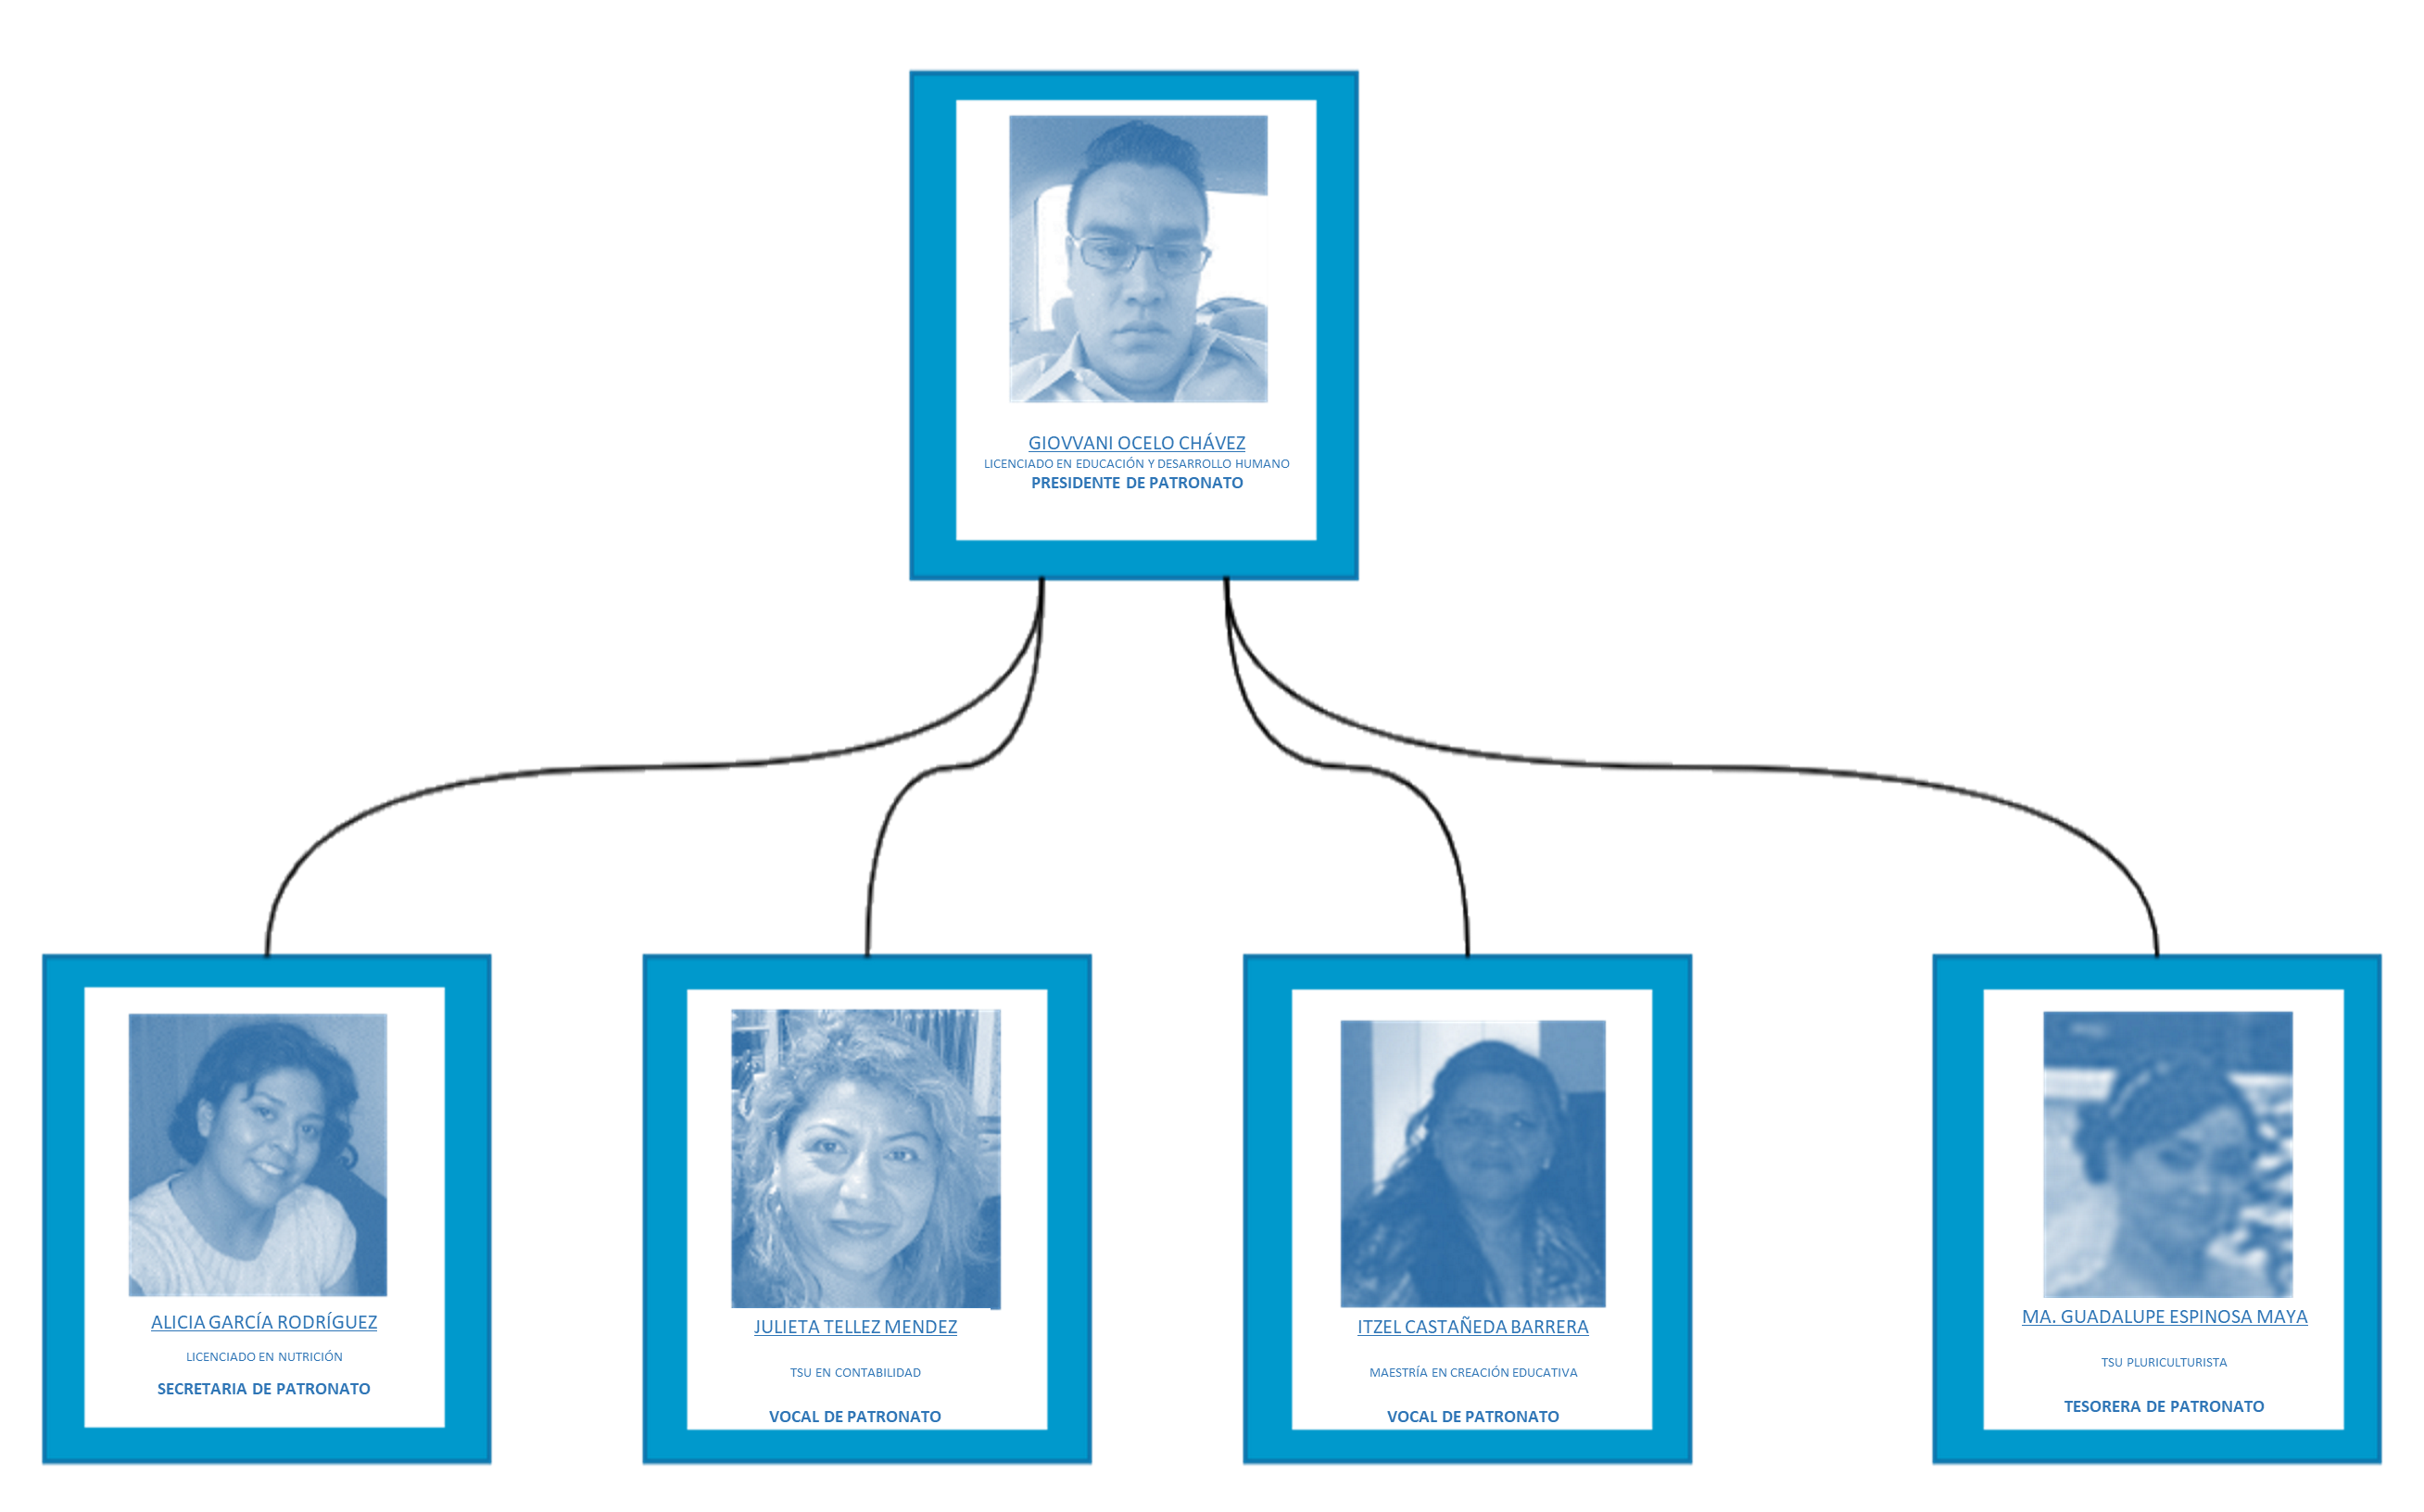 GIOVVANI OCELO CHÁVEZ
LICENCIADO EN EDUCACIÓN Y DESARROLLO HUMANO
PRESIDENTE DE PATRONATO
ALICIA GARCÍA RODRÍGUEZ
LICENCIADO EN NUTRICIÓN
SECRETARIA DE PATRONATO
JULIETA TELLEZ MENDEZ
TSU EN CONTABILIDAD
VOCAL DE PATRONATO
ITZEL CASTAÑEDA BARRERA
MAESTRÍA EN CREACIÓN EDUCATIVA
VOCAL DE PATRONATO
MA. GUADALUPE ESPINOSA MAYA
TSU PLURICULTURISTA
TESORERA DE PATRONATO